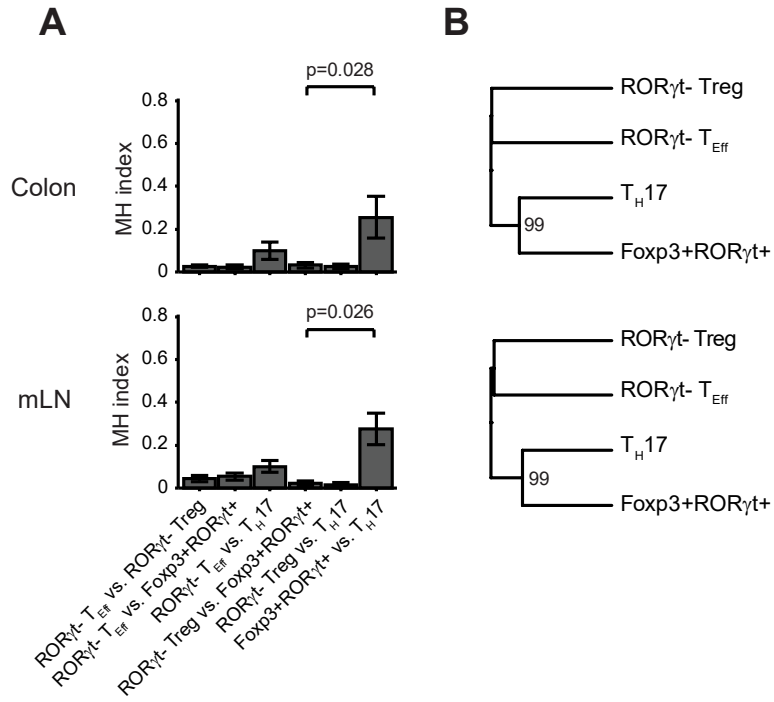 A
B
p=0.028
0.8
0.6
0.4
0.2
0
MH index
Colon
RORγt- Treg
RORγt- TEff
TH17
99
Foxp3+RORγt+
p=0.026
0.8
0.6
0.4
0.2
0
MH index
mLN
RORγt- Treg
RORγt- TEff
TH17
99
Foxp3+RORγt+
RORγt- TEff vs. RORγt- Treg
RORγt- TEff vs. Foxp3+RORγt+
RORγt- TEff vs. TH17
RORγt- Treg vs. Foxp3+RORγt+
RORγt- Treg vs. TH17
Foxp3+RORγt+ vs. TH17